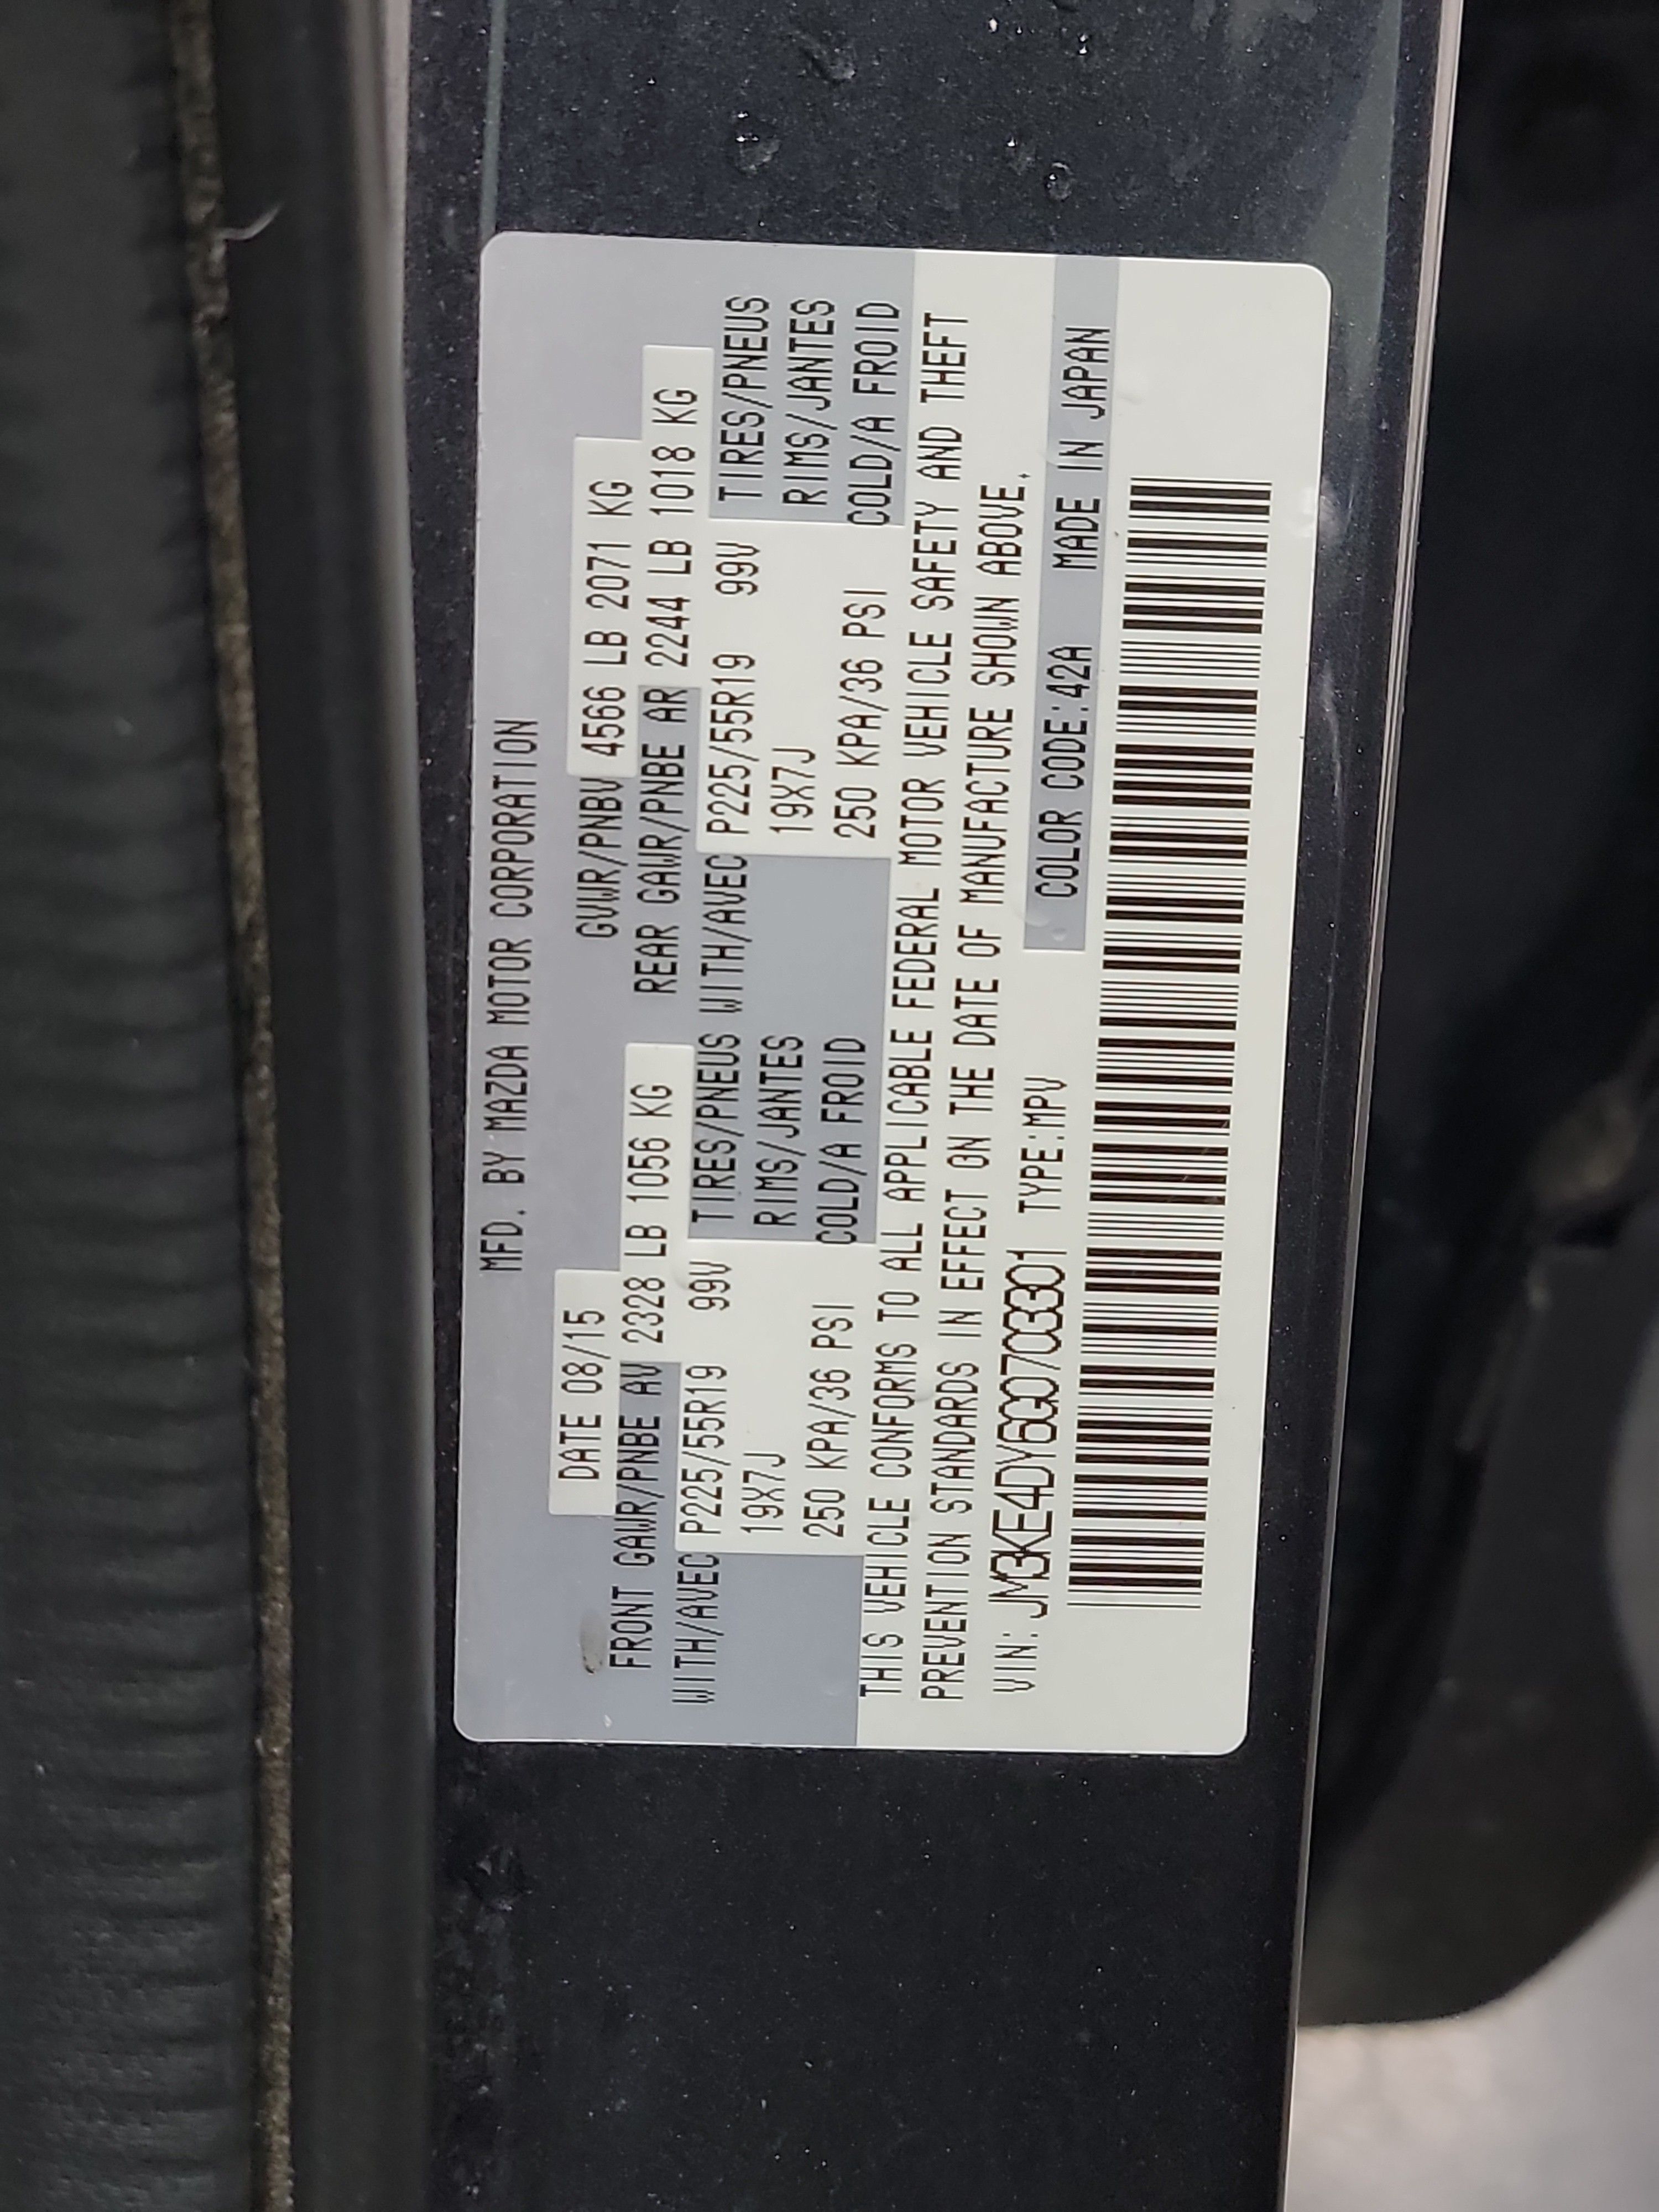 MFD. BY MAZDA MOTOR CORPORATION
DATE 08/15 GVWR/PNBV 4566 LB 2071 KG
FRONT GAWR/PNBE AV 2328 LB 1056 KG REAR GAWR/PNBE AR 2244 LB 1018 KG
WITH/AVEC P225/55R19 99V TIRES/PNEUS WITH/AVEC P225/55R19 99V TIRES/PNEUS
19X7J RIMS/JANTES 19X7J RIMS/JANTES
250 KPA/36 PSI COLD/A FROID 250 KPA/36 PSI COLD/A FROID
THIS VEHICLE CONFORMS TO ALL APPLICABLE FEDERAL MOTOR VEHICLE SAFETY AND THEFT
PREVENTION STANDARDS IN EFFECT ON THE DATE OF MANUFACTURE SHOWN ABOVE.
VIN: JM3KE4DY6G0703301 TYPE:MPV COLOR CODE:42A MADE IN JAPAN